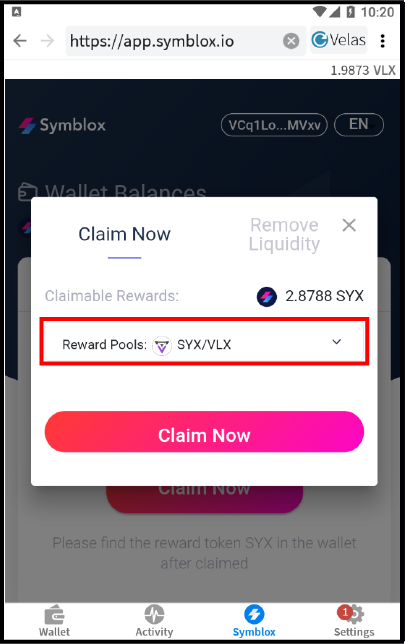 10:20
https://app.symblox.io
Velas
1.9873 VLX
Symblox
VCq1Lo...MVxv
EN
Wallet Balances
Claim Now
Remove
Liquidity
Claimable Rewards:
2.8788 SYX
Reward Pools:
SYX/VLX
Claim Now
Claim Now
Please find the reward token SYX in the wallet
after claimed
Wallet
Activity
Symblox
1
Settings